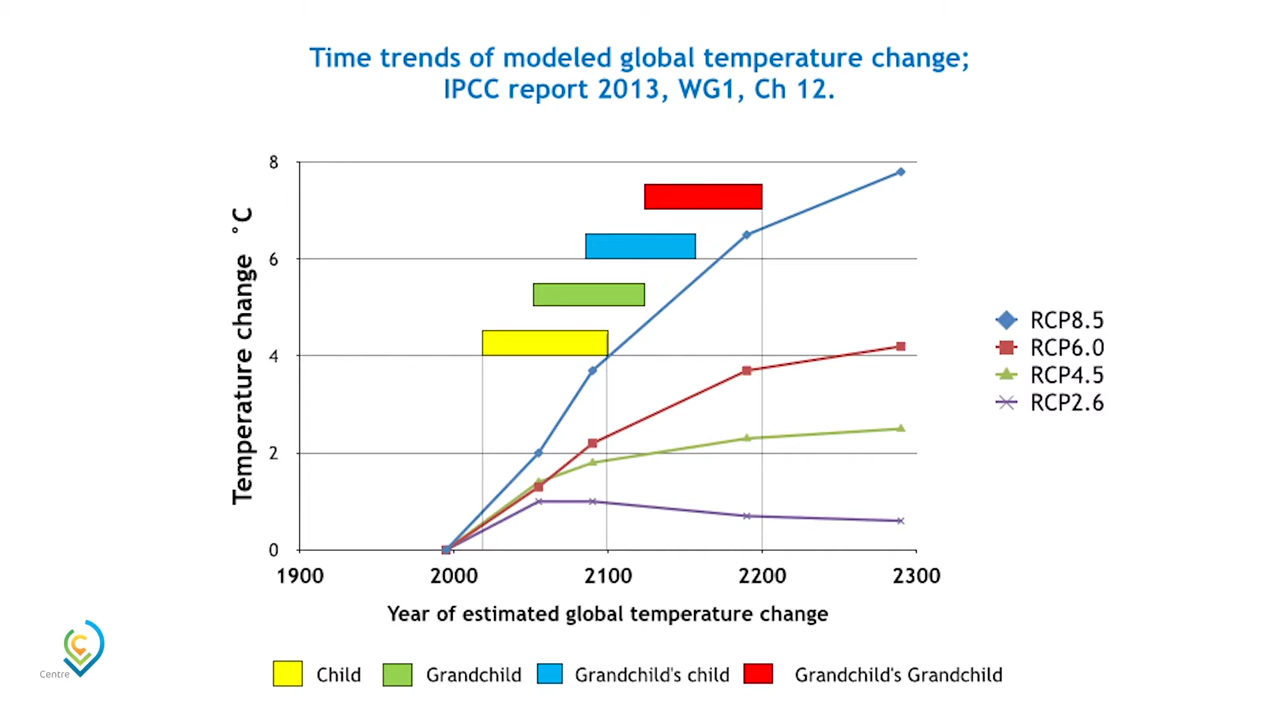 Time trends of modeled global temperature change;
IPCC report 2013, WG1, Ch 12.
8
6
4
2
0
Temperature change °C
1900 2000 2100 2200 2300
Year of estimated global temperature change
RCP8.5
RCP6.0
RCP4.5
RCP2.6
Child Grandchild Grandchild's child Grandchild's Grandchild
Centre